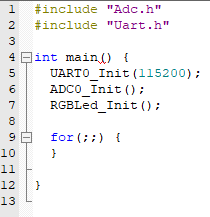 1 #include "Adc.h"
2 #include "Uart.h"
3
4 int main() {
5 UART0_Init(115200);
6 ADC0_Init();
7 RGBLed_Init();
8
9 for(;;) {
10 }
11
12 }
13